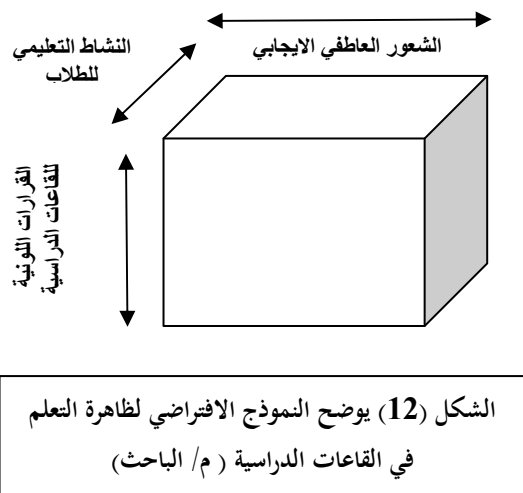 الشعور العاطفي الايجابي
النشاط التعليمي
للطلاب
القرارات اللونية
للقاعات الدراسية
الشكل (12) يوضح النموذج الافتراضي لظاهرة التعلم
في القاعات الدراسية ( م/ الباحث)